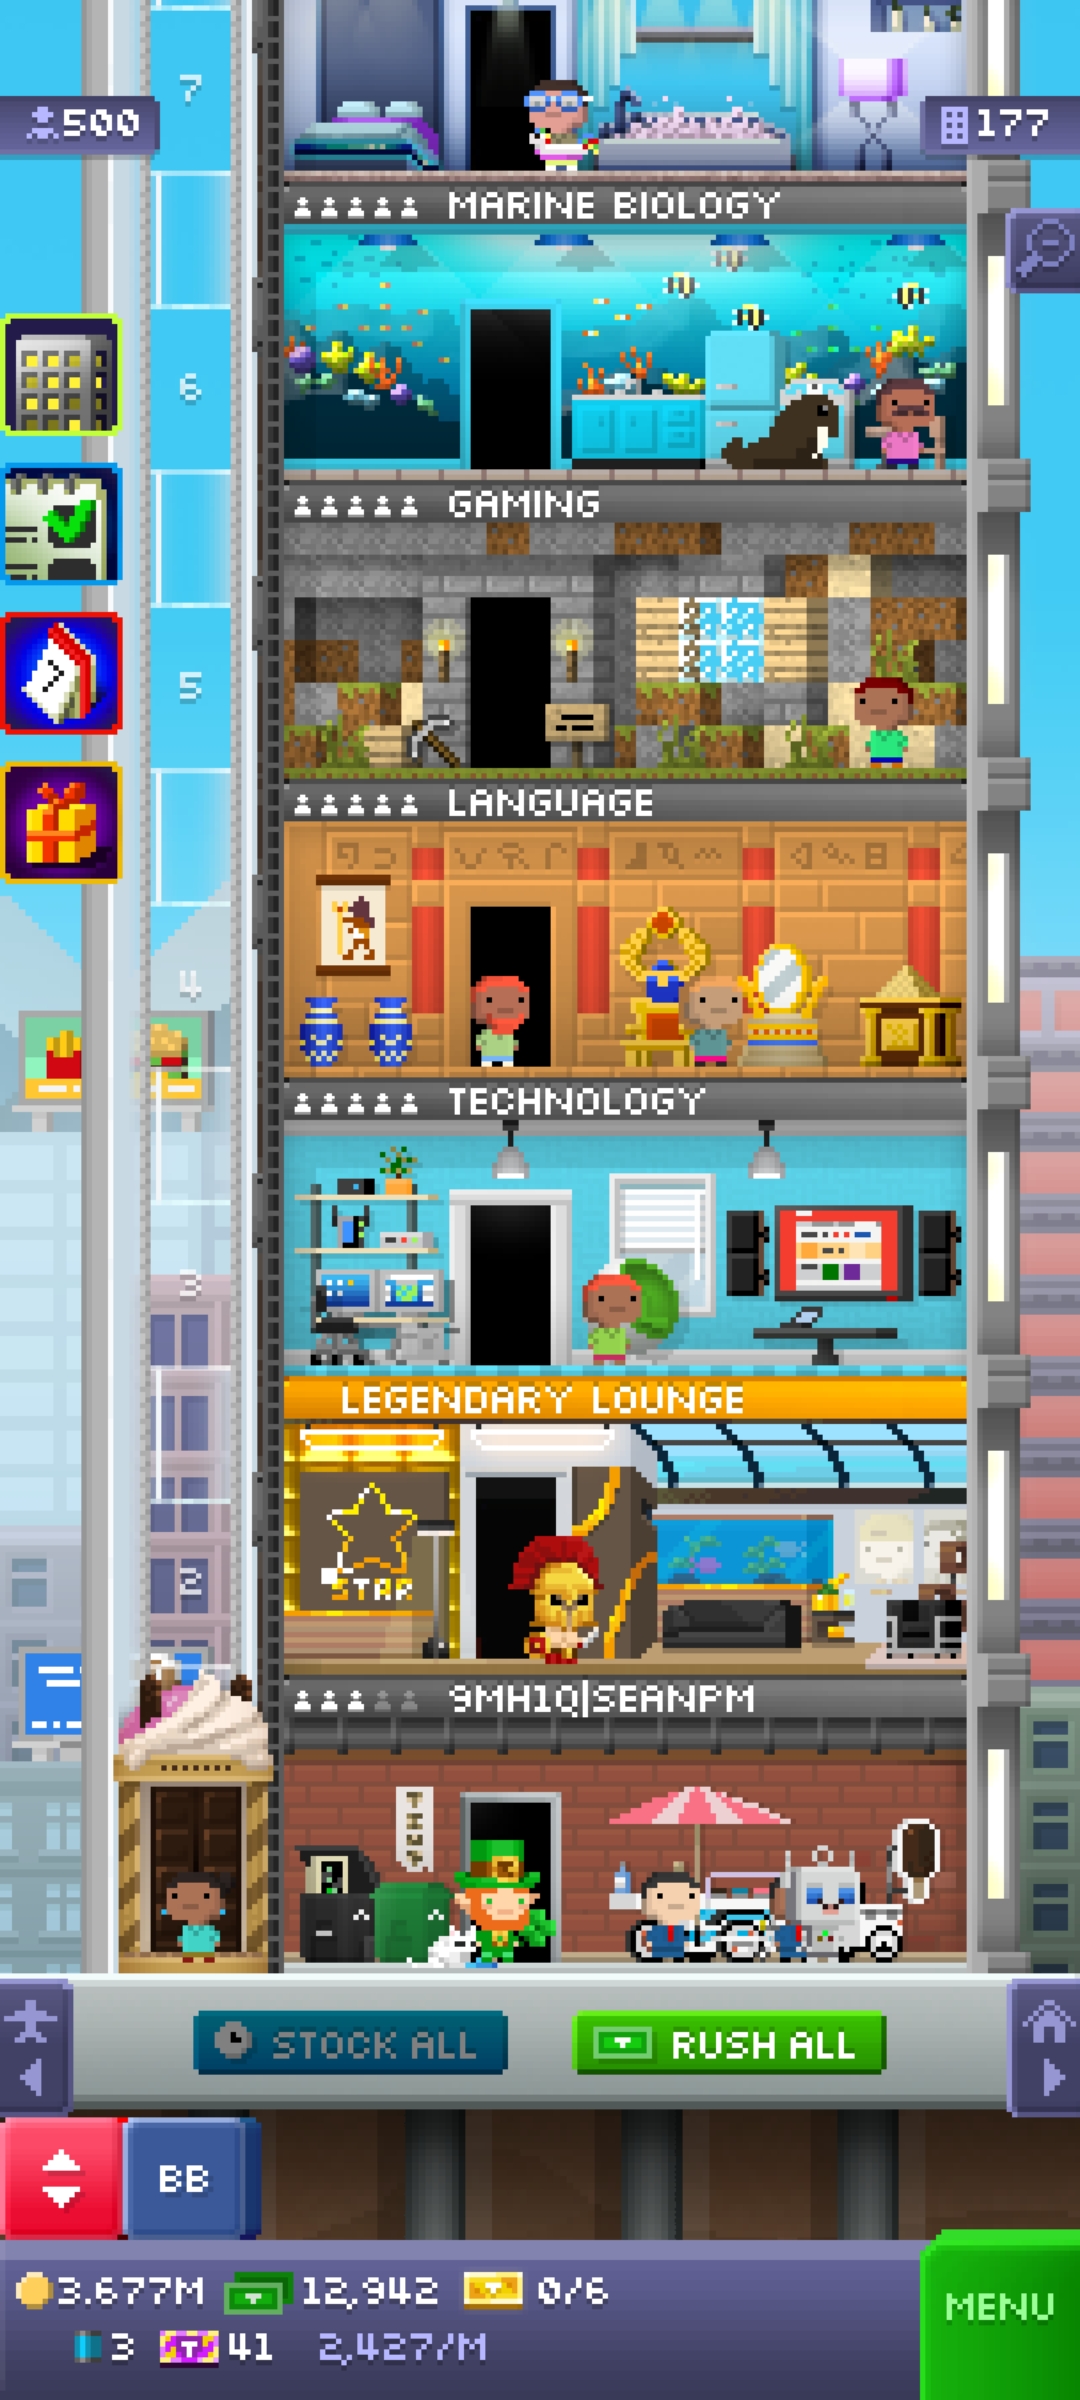 7
500
177
MARINE BIOLOGY
6
GAMING
5
LANGUAGE
4
TECHNOLOGY
3
LEGENDARY LOUNGE
STAR
2
9MH1Q|SEANPM
TINY
STOCK ALL
RUSH ALL
BB
3.677M 12,942 0/6
MENU
3 41 2,427/M